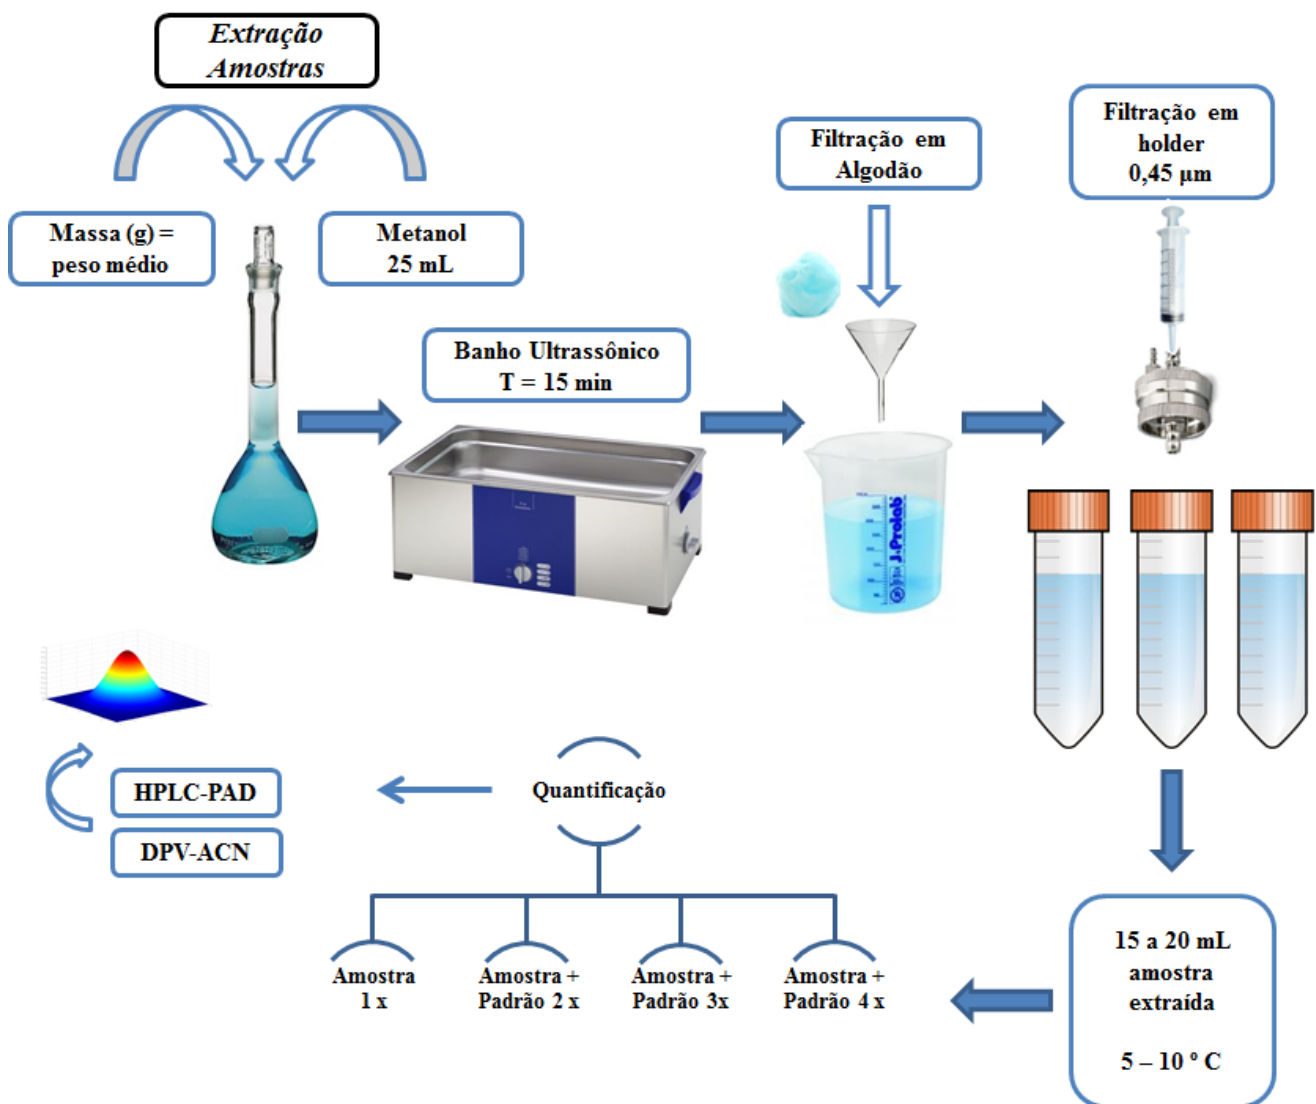 Extração
Amostras
Massa (g) =
peso médio
Metanol
25 mL
Banho Ultrassônico
T = 15 min
Filtração em
Algodão
Filtração em
holder
0,45 µm
J.Prolab
HPLC-PAD
DPV-ACN
Quantificação
Amostra
1 x
Amostra +
Padrão 2 x
Amostra +
Padrão 3x
Amostra +
Padrão 4 x
15 a 20 mL
amostra
extraída
5 – 10 º C